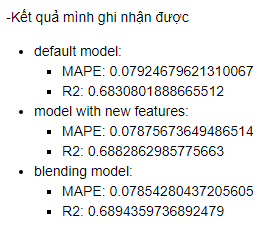 -Kết quả mình ghi nhận được
• default model:
▪ MAPE: 0.07924679621310067
▪ R2: 0.6830801888665512
• model with new features:
▪ MAPE: 0.07875673649486514
▪ R2: 0.6882862985775663
• blending model:
▪ MAPE: 0.07854280437205605
▪ R2: 0.6894359736892479